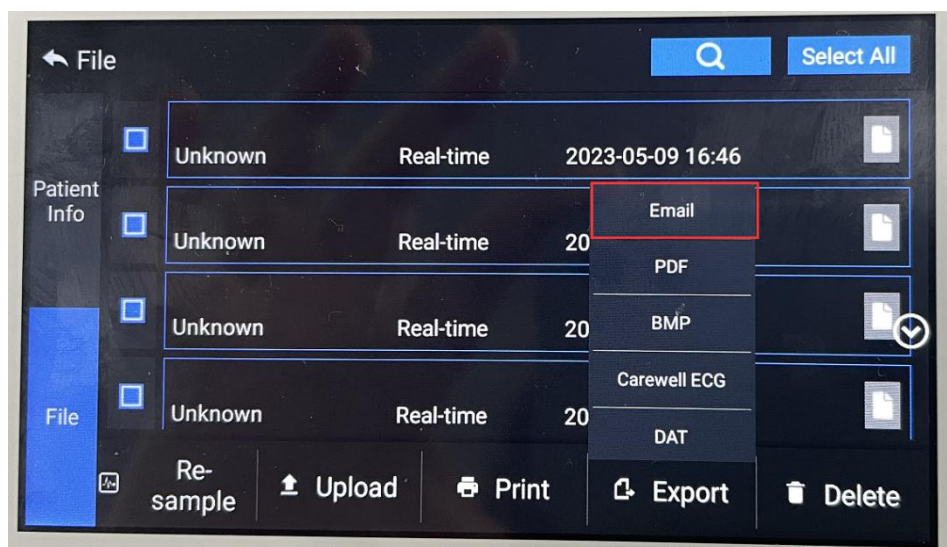 File
Select All
Patient
Info
Unknown Real-time 2023-05-09 16:46
Email
Unknown Real-time 20
PDF
Unknown Real-time 20
BMP
Carewell ECG
File
Unknown Real-time 20
DAT
Re-
sample
Upload
Print
Export
Delete